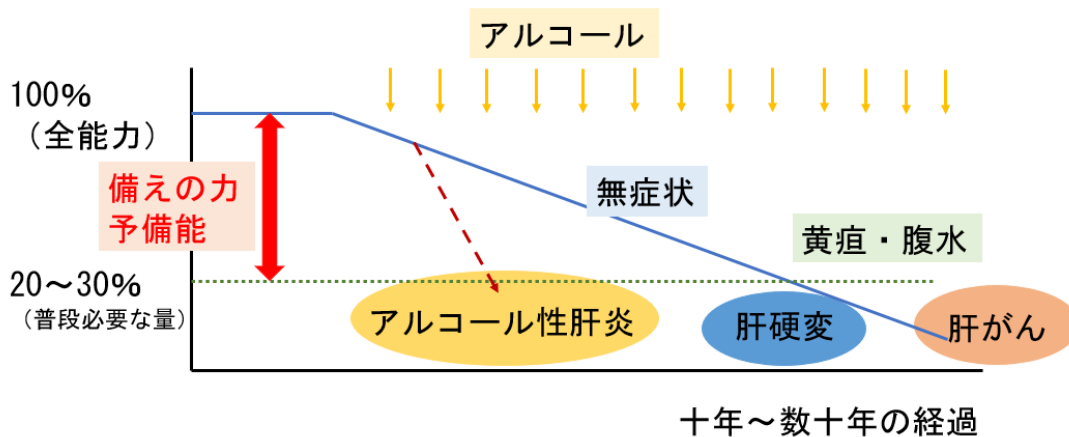 アルコール
100%
（全能力）
備えの力
予備能
無症状
黄疸・腹水
20～30%
（普段必要な量）
アルコール性肝炎
肝硬変
肝がん
十年～数十年の経過